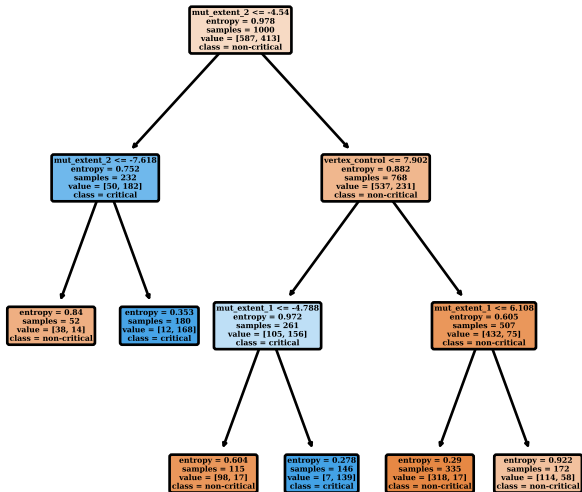 mut_extent_2 <= -4.54
entropy = 0.978
samples = 1000
value = [587, 413]
class = non-critical
mut_extent_2 <= -7.618
entropy = 0.752
samples = 232
value = [50, 182]
class = critical
vertex_control <= 7.902
entropy = 0.882
samples = 768
value = [537, 231]
class = non-critical
entropy = 0.84
samples = 52
value = [38, 14]
class = non-critical
entropy = 0.353
samples = 180
value = [12, 168]
class = critical
mut_extent_1 <= -4.788
entropy = 0.972
samples = 261
value = [105, 156]
class = critical
mut_extent_1 <= 6.108
entropy = 0.605
samples = 507
value = [432, 75]
class = non-critical
entropy = 0.604
samples = 115
value = [98, 17]
class = non-critical
entropy = 0.278
samples = 146
value = [7, 139]
class = critical
entropy = 0.29
samples = 335
value = [318, 17]
class = non-critical
entropy = 0.922
samples = 172
value = [114, 58]
class = non-critical